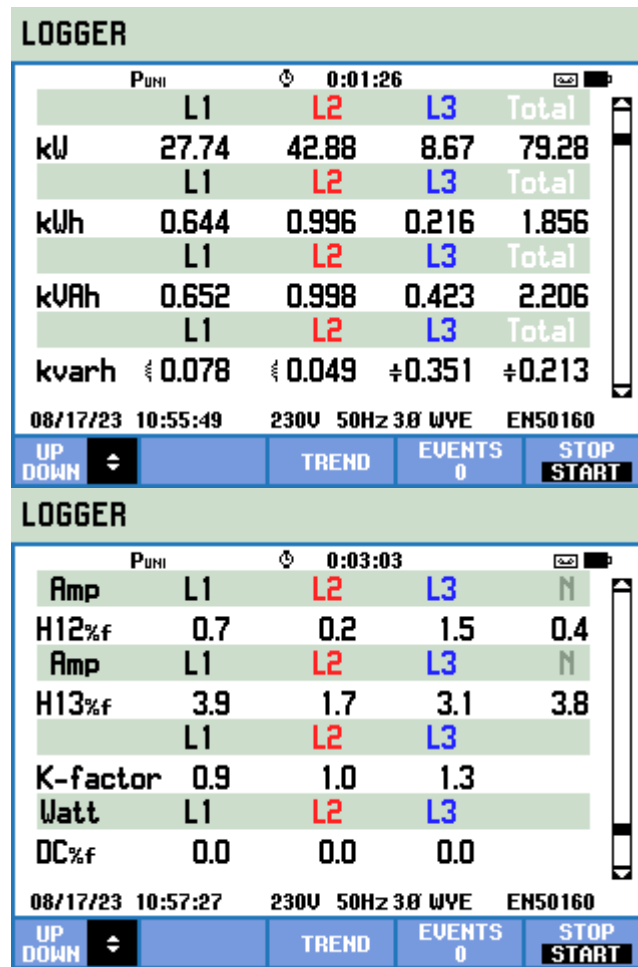 LOGGER
PUNI 0:01:26
L1 L2 L3 Total
kW 27.74 42.88 8.67 79.28
L1 L2 L3 Total
kWh 0.644 0.996 0.216 1.856
L1 L2 L3 Total
kVAh 0.652 0.998 0.423 2.206
L1 L2 L3 Total
kvarh 0.078 0.049 0.351 0.213
08/17/23 10:55:49 230V 50Hz 3Ø WYE EN50160
UP DOWN TREND EVENTS 0 STOP START
LOGGER
PUNI 0:03:03
Amp L1 L2 L3 N
H12%f 0.7 0.2 1.5 0.4
Amp L1 L2 L3 N
H13%f 3.9 1.7 3.1 3.8
L1 L2 L3
K-factor 0.9 1.0 1.3
Watt L1 L2 L3
DC%f 0.0 0.0 0.0
08/17/23 10:57:27 230V 50Hz 3Ø WYE EN50160
UP DOWN TREND EVENTS 0 STOP START